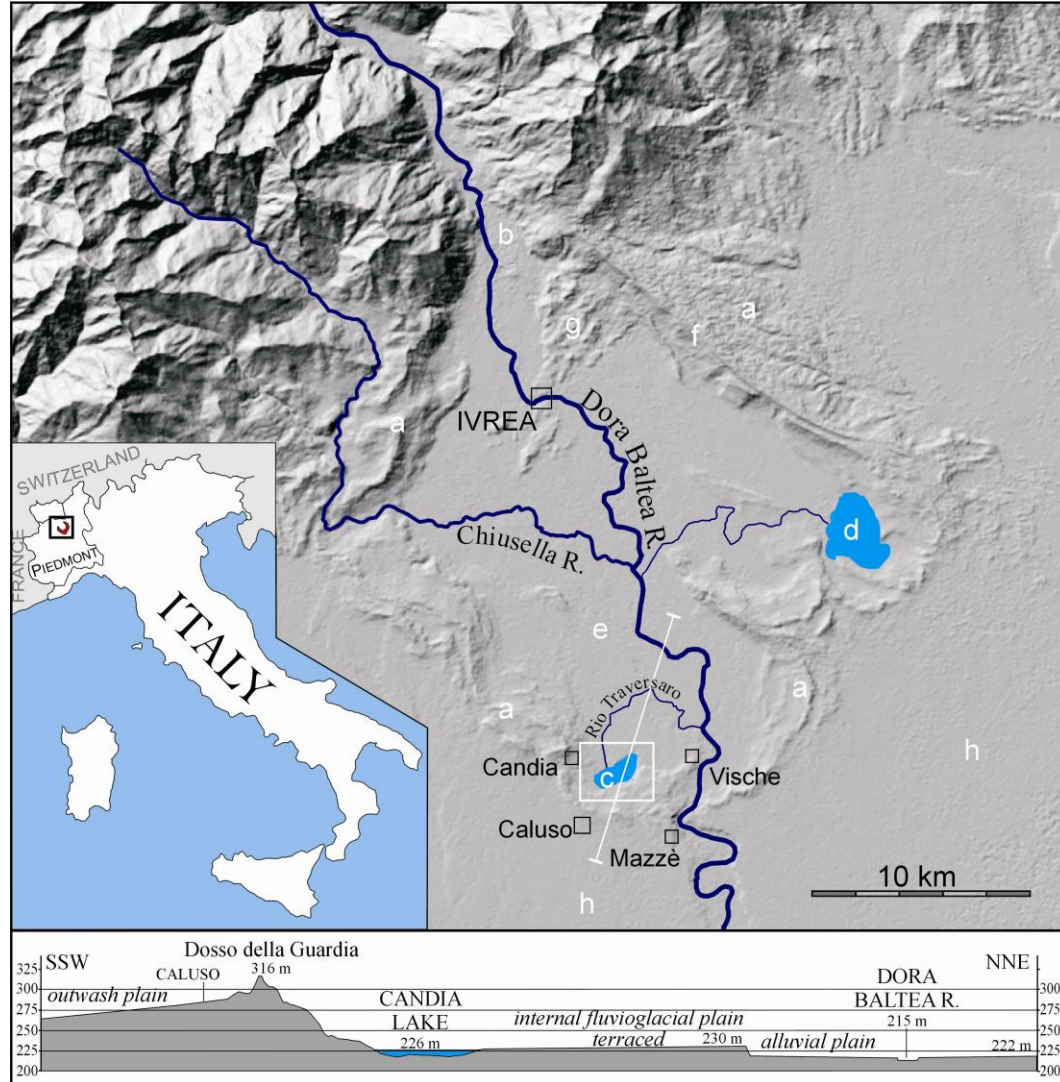 b
g
a
f
IVREA
a
Dora Baltea R.
SWITZERLAND
FRANCE
PIEDMONT
ITALY
d
Chiusella R.
e
Rio Traversaro
a
a
h
Candia
c
Vische
Caluso
Mazzè
10 km
h
SSW
Dosso della Guardia
316 m
NNE
325
CALUSO
DORA
300
outwash plain
CANDIA
BALTEA R.
300
275
LAKE
internal fluvioglacial plain
215 m
275
250
226 m
terraced
230 m
alluvial plain
222 m
250
225
225
200
200